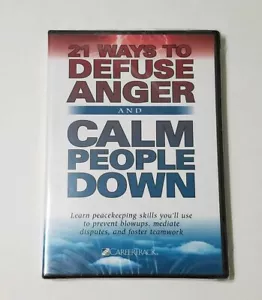 21 WAYS TO
DEFUSE
ANGER
AND
CALM
PEOPLE
DOWN
Learn peacekeeping skills you'll use
to prevent blowups, mediate
disputes, and foster teamwork
CAREERTRACK